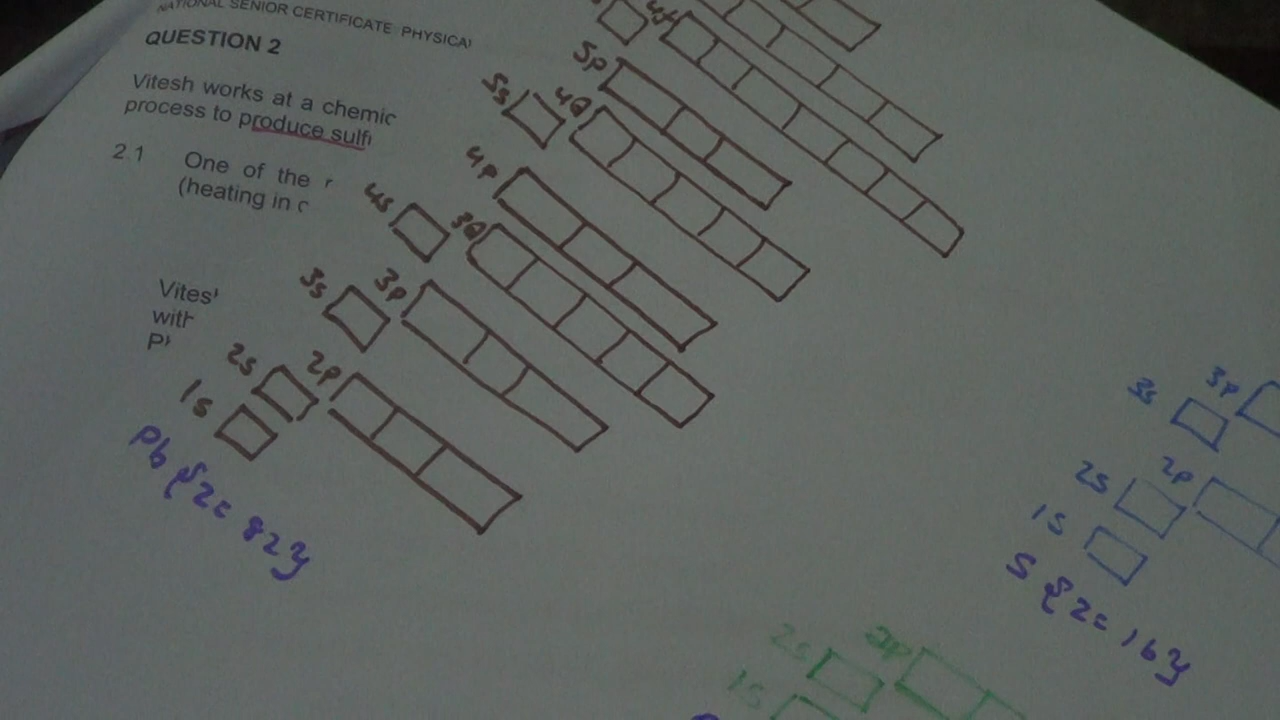 NATIONAL SENIOR CERTIFICATE: PHYSICA
QUESTION 2
Vitesh works at a chemic
process to produce sulf
2.1 One of the r
(heating in c
Vites
with
P
4f
5p
5s 4d
4p
4s 3d
3s 3p
2s 2p
1s
Pb {z= 82}
3s 3p
2s 2p
1s
S {z= 16}
2s 2p
1s